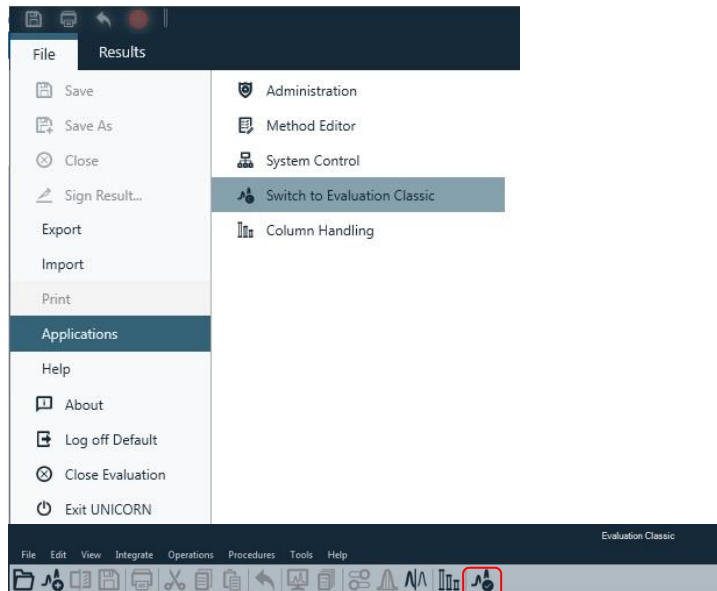 File Results
Save
Save As
Close
Sign Result...
Export
Import
Print
Applications
Help
About
Log off Default
Close Evaluation
Exit UNICORN
Administration
Method Editor
System Control
Switch to Evaluation Classic
Column Handling
Evaluation Classic
File Edit View Integrate Operations Procedures Tools Help